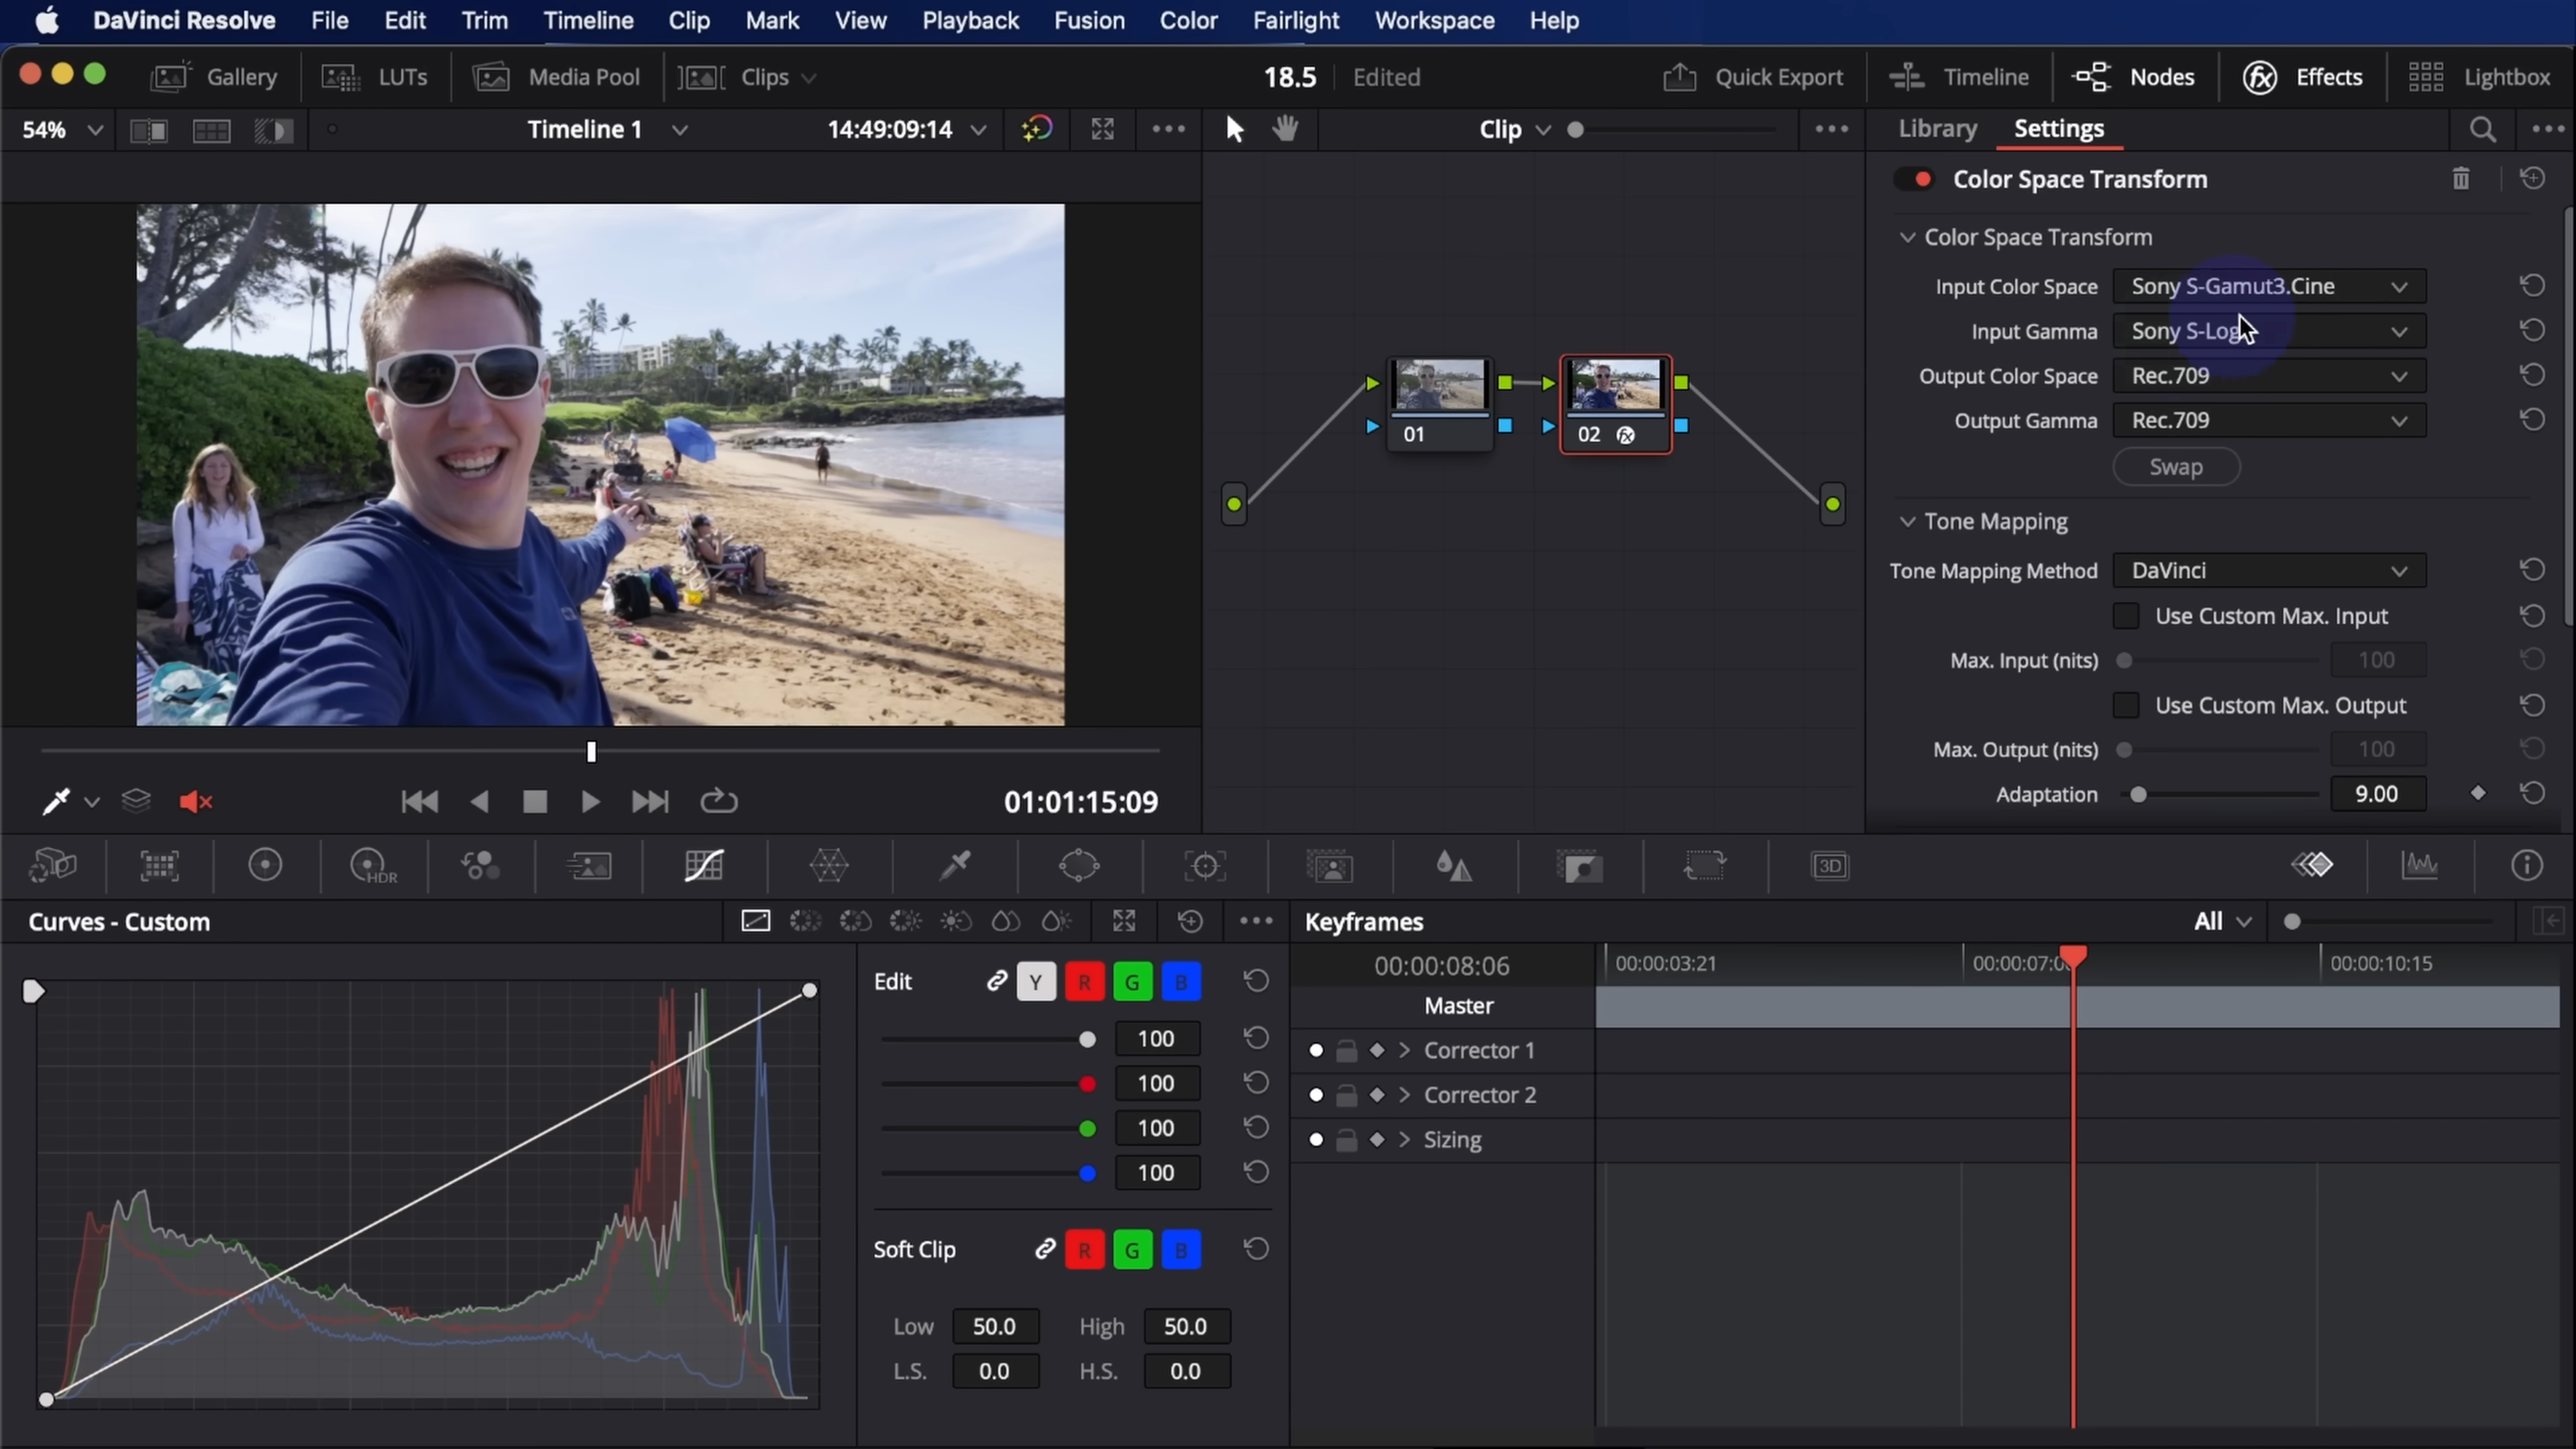 DaVinci Resolve File Edit Trim Timeline Clip Mark View Playback Fusion Color Fairlight Workspace Help
Gallery LUTs Media Pool Clips 18.5 Edited Quick Export Timeline Nodes Effects Lightbox
54% Timeline 1 14:49:09:14 Clip Library Settings
Color Space Transform
Color Space Transform
Input Color Space Sony S-Gamut3.Cine
Input Gamma Sony S-Log
Output Color Space Rec.709
Output Gamma Rec.709
Swap
Tone Mapping
Tone Mapping Method DaVinci
Use Custom Max. Input
Max. Input (nits) 100
Use Custom Max. Output
Max. Output (nits) 100
Adaptation 9.00
01 02
01:01:15:09
HDR 3D
Curves - Custom
Edit Y R G B
100
100
100
100
Soft Clip R G B
Low 50.0 High 50.0
L.S. 0.0 H.S. 0.0
Keyframes All
00:00:08:06 00:00:03:21 00:00:07:0 00:00:10:15
Master
Corrector 1
Corrector 2
Sizing